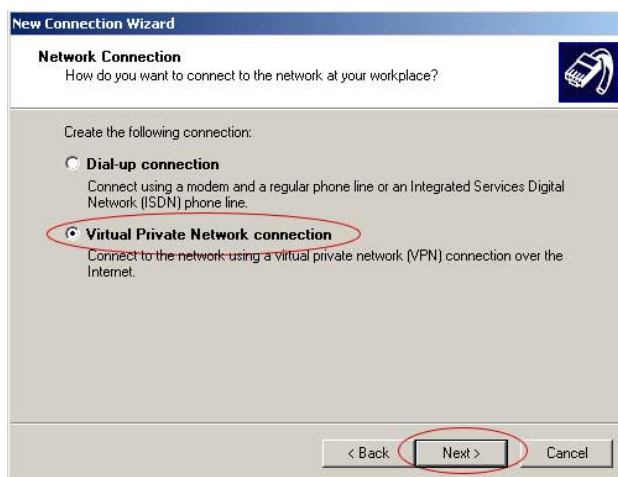 New Connection Wizard
Network Connection
How do you want to connect to the network at your workplace?
Create the following connection:
Dial-up connection
Connect using a modem and a regular phone line or an Integrated Services Digital
Network (ISDN) phone line.
Virtual Private Network connection
Connect to the network using a virtual private network (VPN) connection over the
Internet.
< Back Next > Cancel